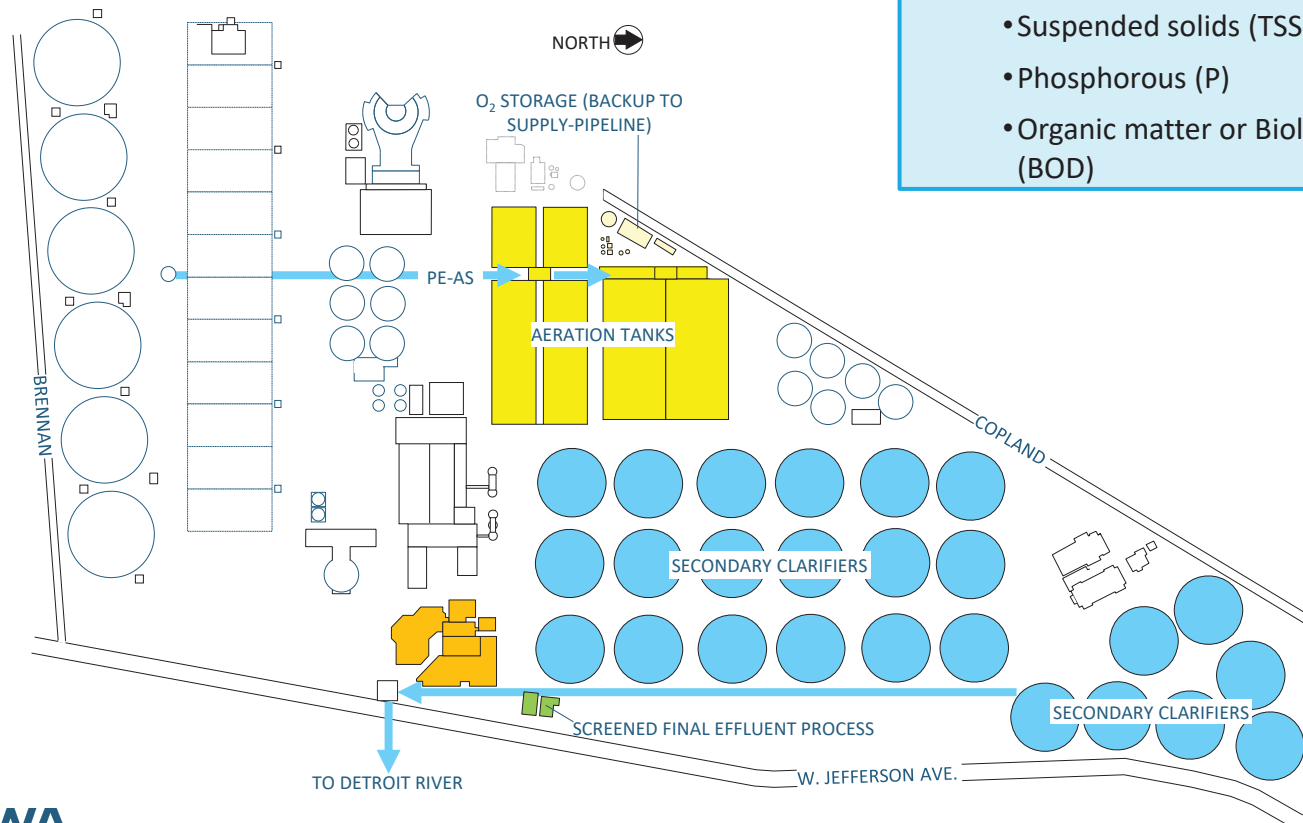 •Suspended solids (TSS
•Phosphorous (P)
•Organic matter or Biol
(BOD)
NORTH
O₂ STORAGE (BACKUP TO
SUPPLY-PIPELINE)
PE-AS
AERATION TANKS
BRENNAN
COPLAND
SECONDARY CLARIFIERS
SECONDARY CLARIFIERS
SCREENED FINAL EFFLUENT PROCESS
W. JEFFERSON AVE.
TO DETROIT RIVER
WA